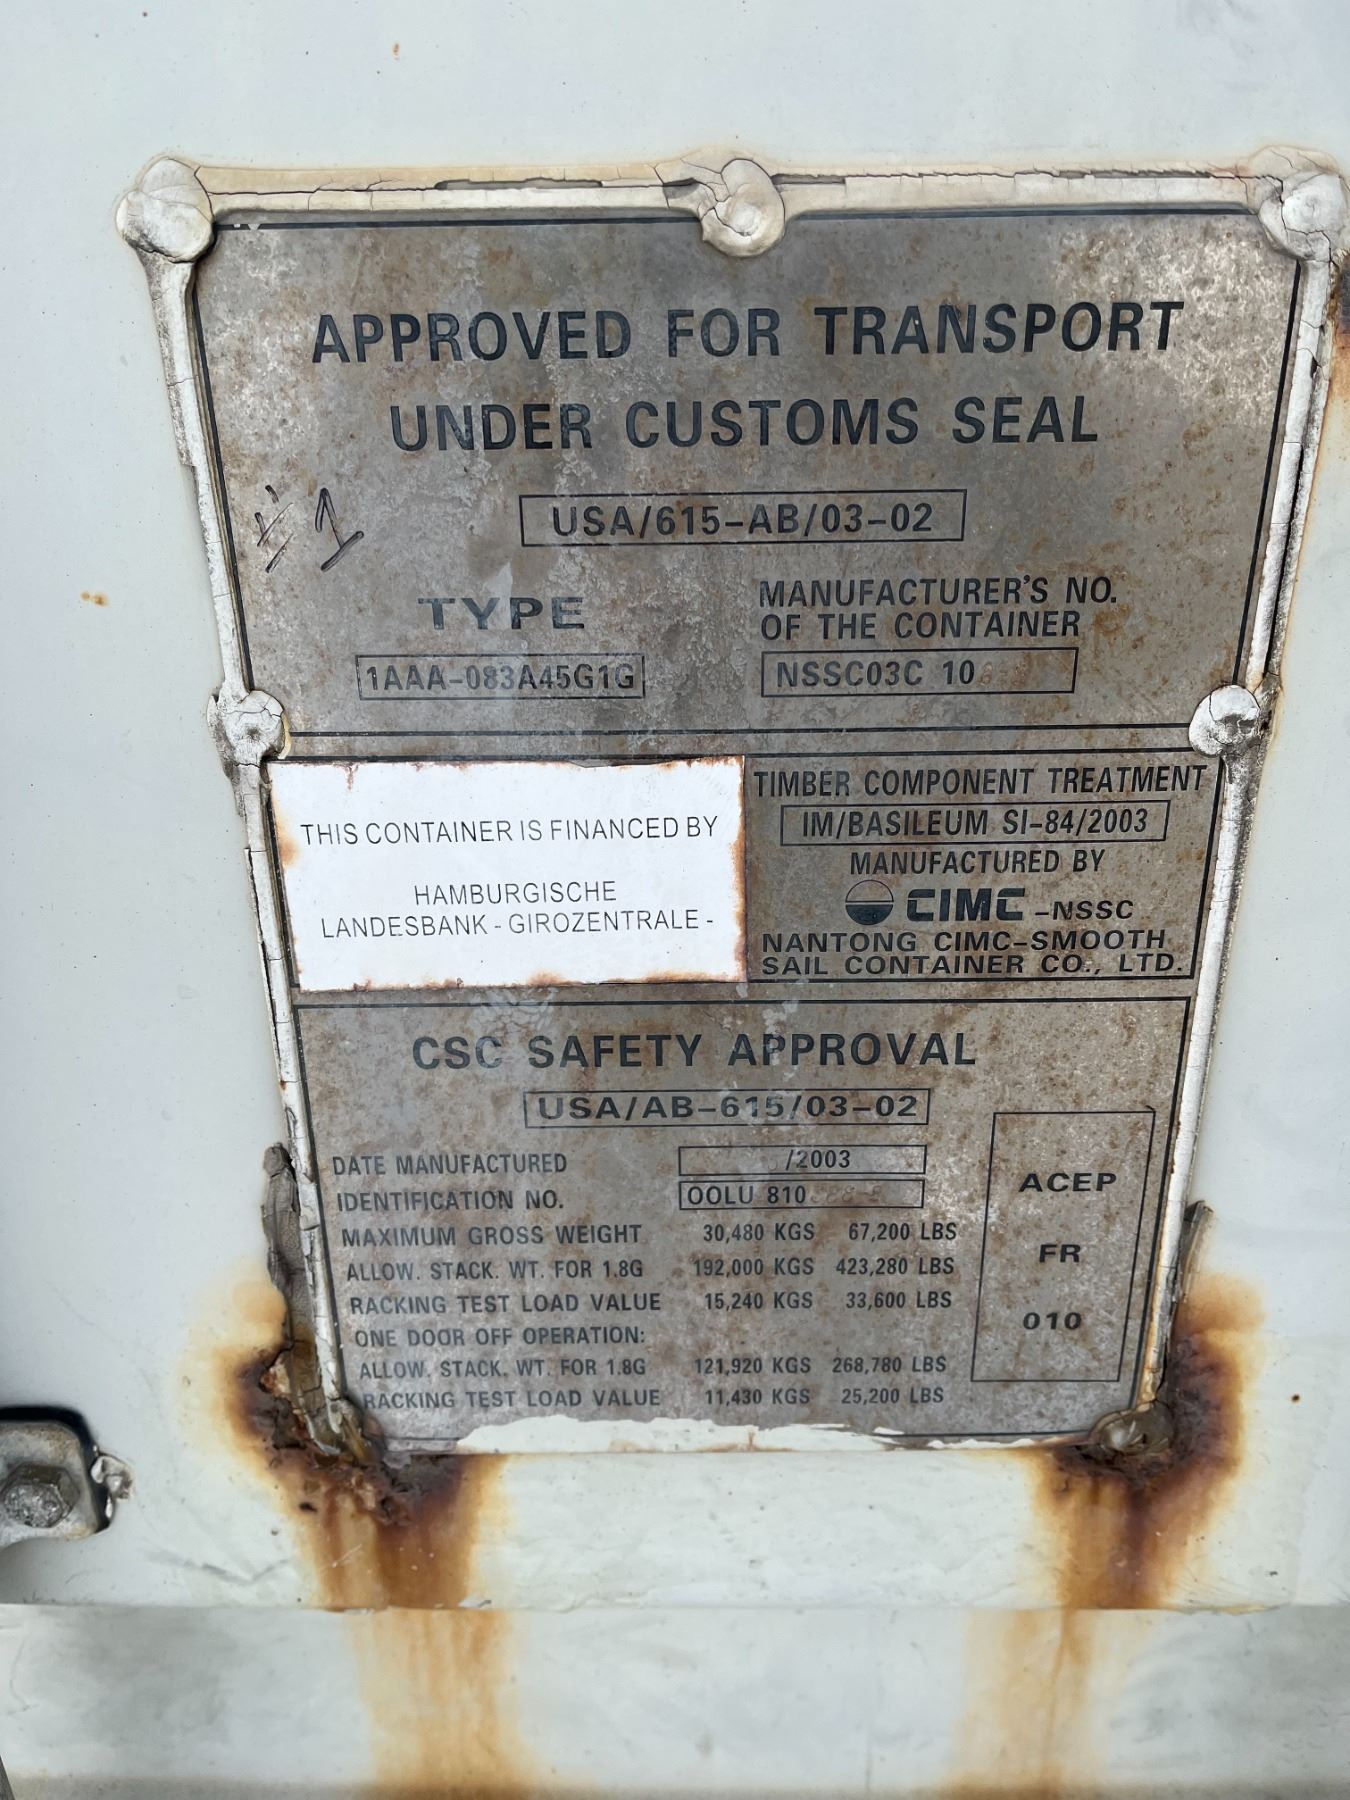 APPROVED FOR TRANSPORT
UNDER CUSTOMS SEAL
USA/615-AB/03-02
#1
TYPE
1AAA-083A45G1G
MANUFACTURER'S NO.
OF THE CONTAINER
NSSC03C 10
THIS CONTAINER IS FINANCED BY
HAMBURGISCHE
LANDESBANK - GIROZENTRALE -
TIMBER COMPONENT TREATMENT
IM/BASILEUM SI-84/2003
MANUFACTURED BY
CIMC -NSSC
NANTONG CIMC-SMOOTH
SAIL CONTAINER CO., LTD.
CSC SAFETY APPROVAL
USA/AB-615/03-02
DATE MANUFACTURED /2003
IDENTIFICATION NO. OOLU 810
MAXIMUM GROSS WEIGHT 30,480 KGS 67,200 LBS
ALLOW. STACK. WT. FOR 1.8G 192,000 KGS 423,280 LBS
RACKING TEST LOAD VALUE 15,240 KGS 33,600 LBS
ONE DOOR OFF OPERATION:
ALLOW. STACK. WT. FOR 1.8G 121,920 KGS 268,780 LBS
RACKING TEST LOAD VALUE 11,430 KGS 25,200 LBS
ACEP
FR
010